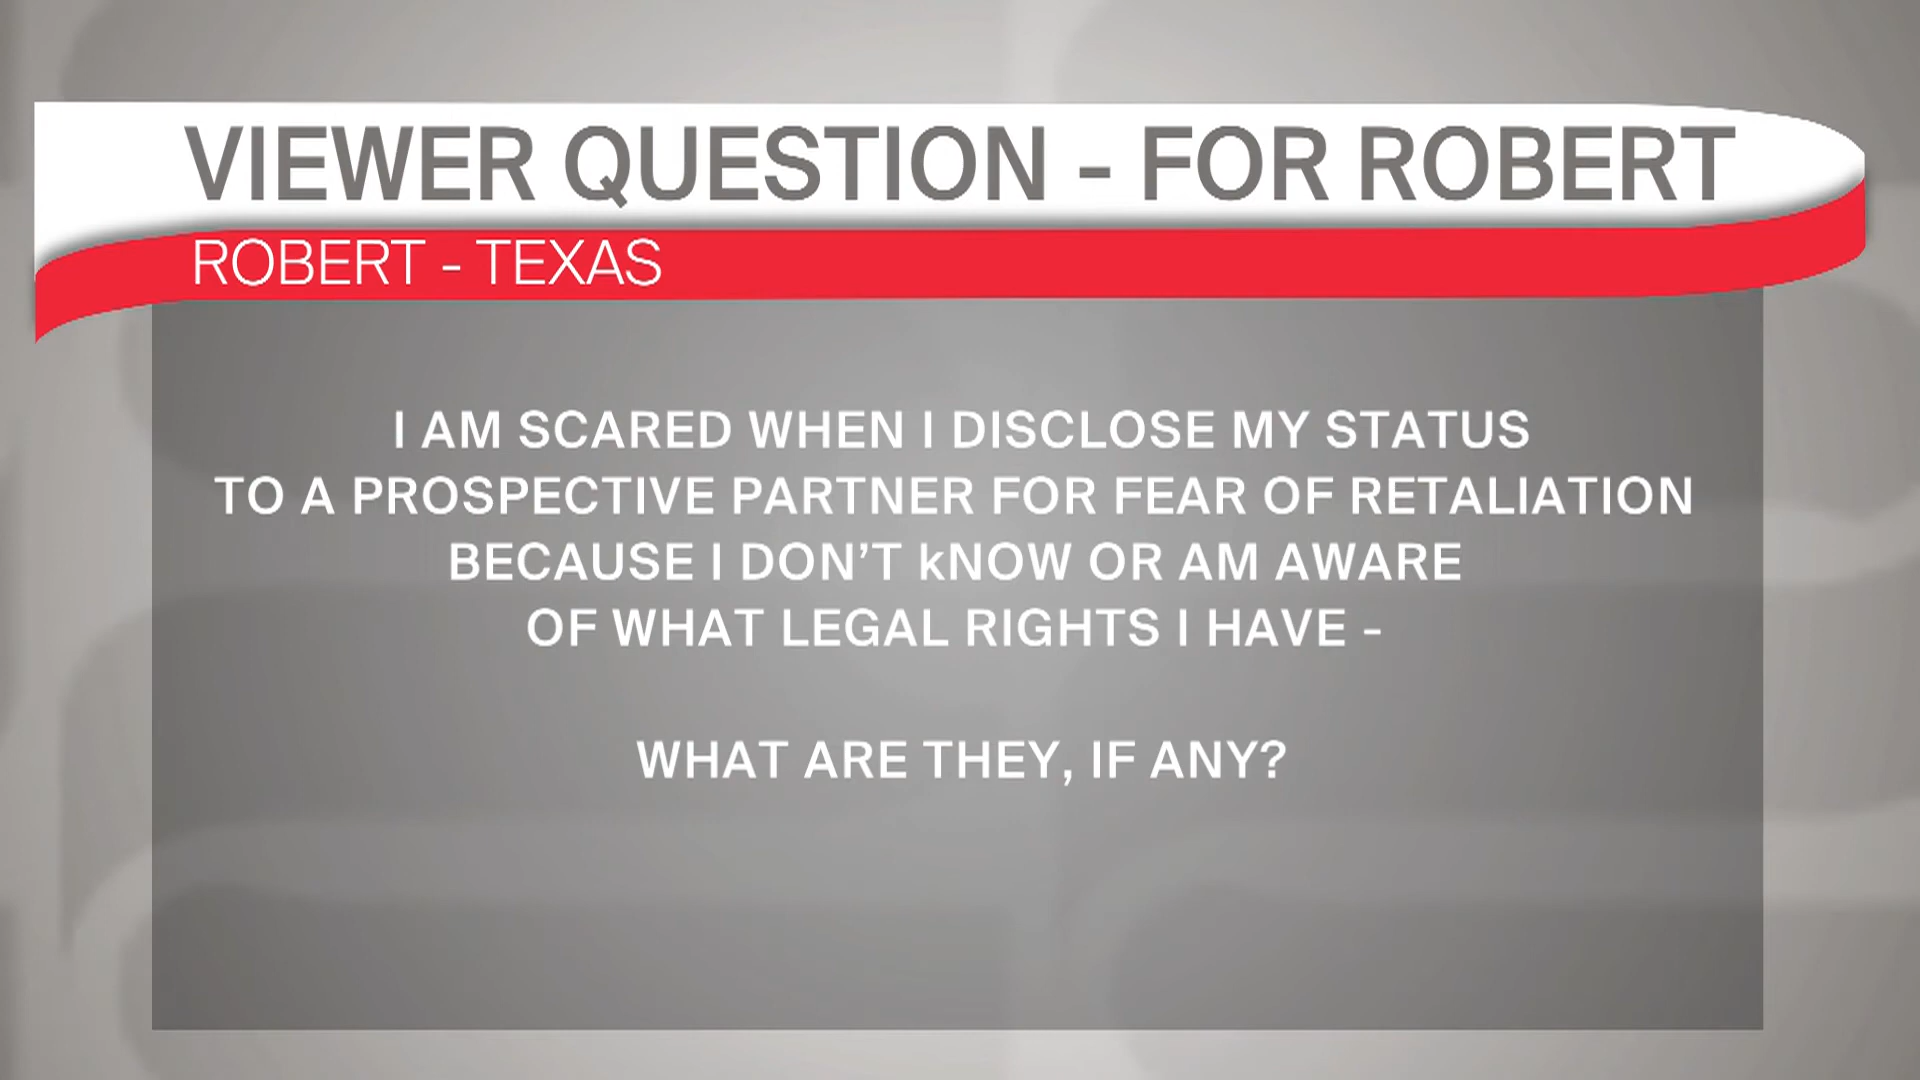 VIEWER QUESTION - FOR ROBERT
ROBERT - TEXAS
I AM SCARED WHEN I DISCLOSE MY STATUS
TO A PROSPECTIVE PARTNER FOR FEAR OF RETALIATION
BECAUSE I DON’T kNOW OR AM AWARE
OF WHAT LEGAL RIGHTS I HAVE -
WHAT ARE THEY, IF ANY?